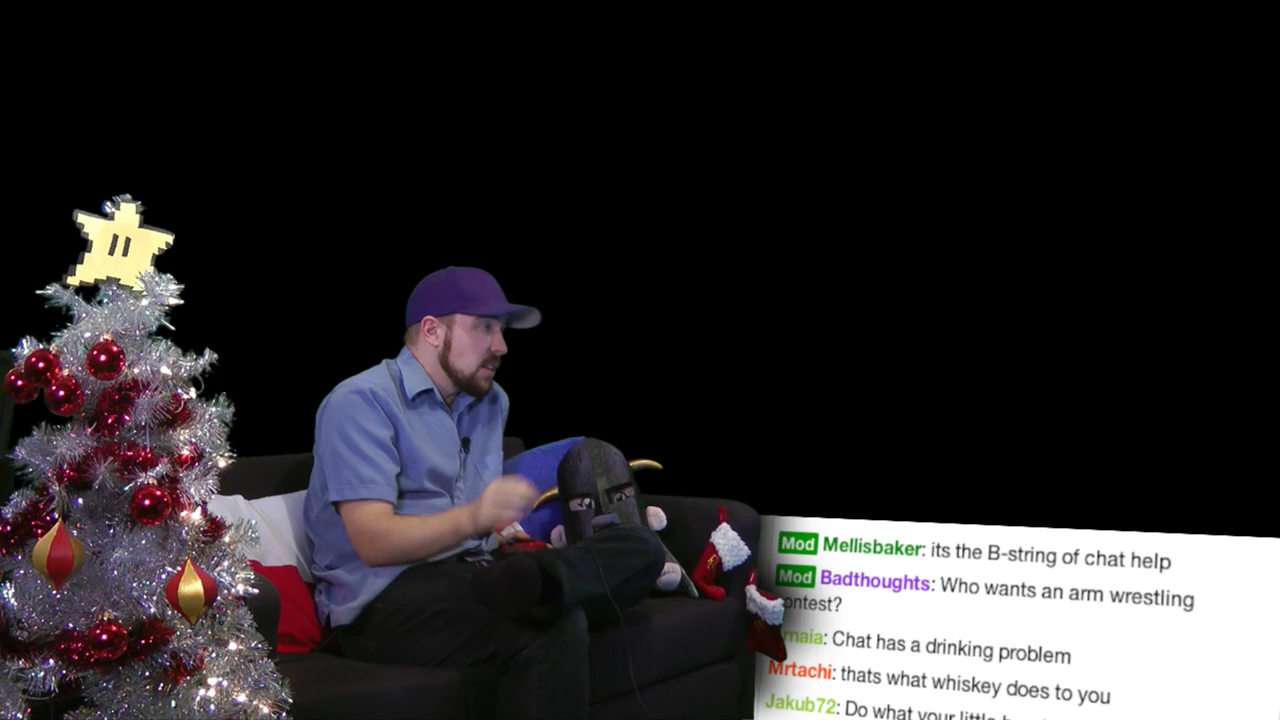 Mod Mellisbaker: its the B-string of chat help
Mod Badthoughts: Who wants an arm wrestling
contest?
Chat has a drinking problem
Mrtachi: thats what whiskey does to you
Jakub72: Do what your little